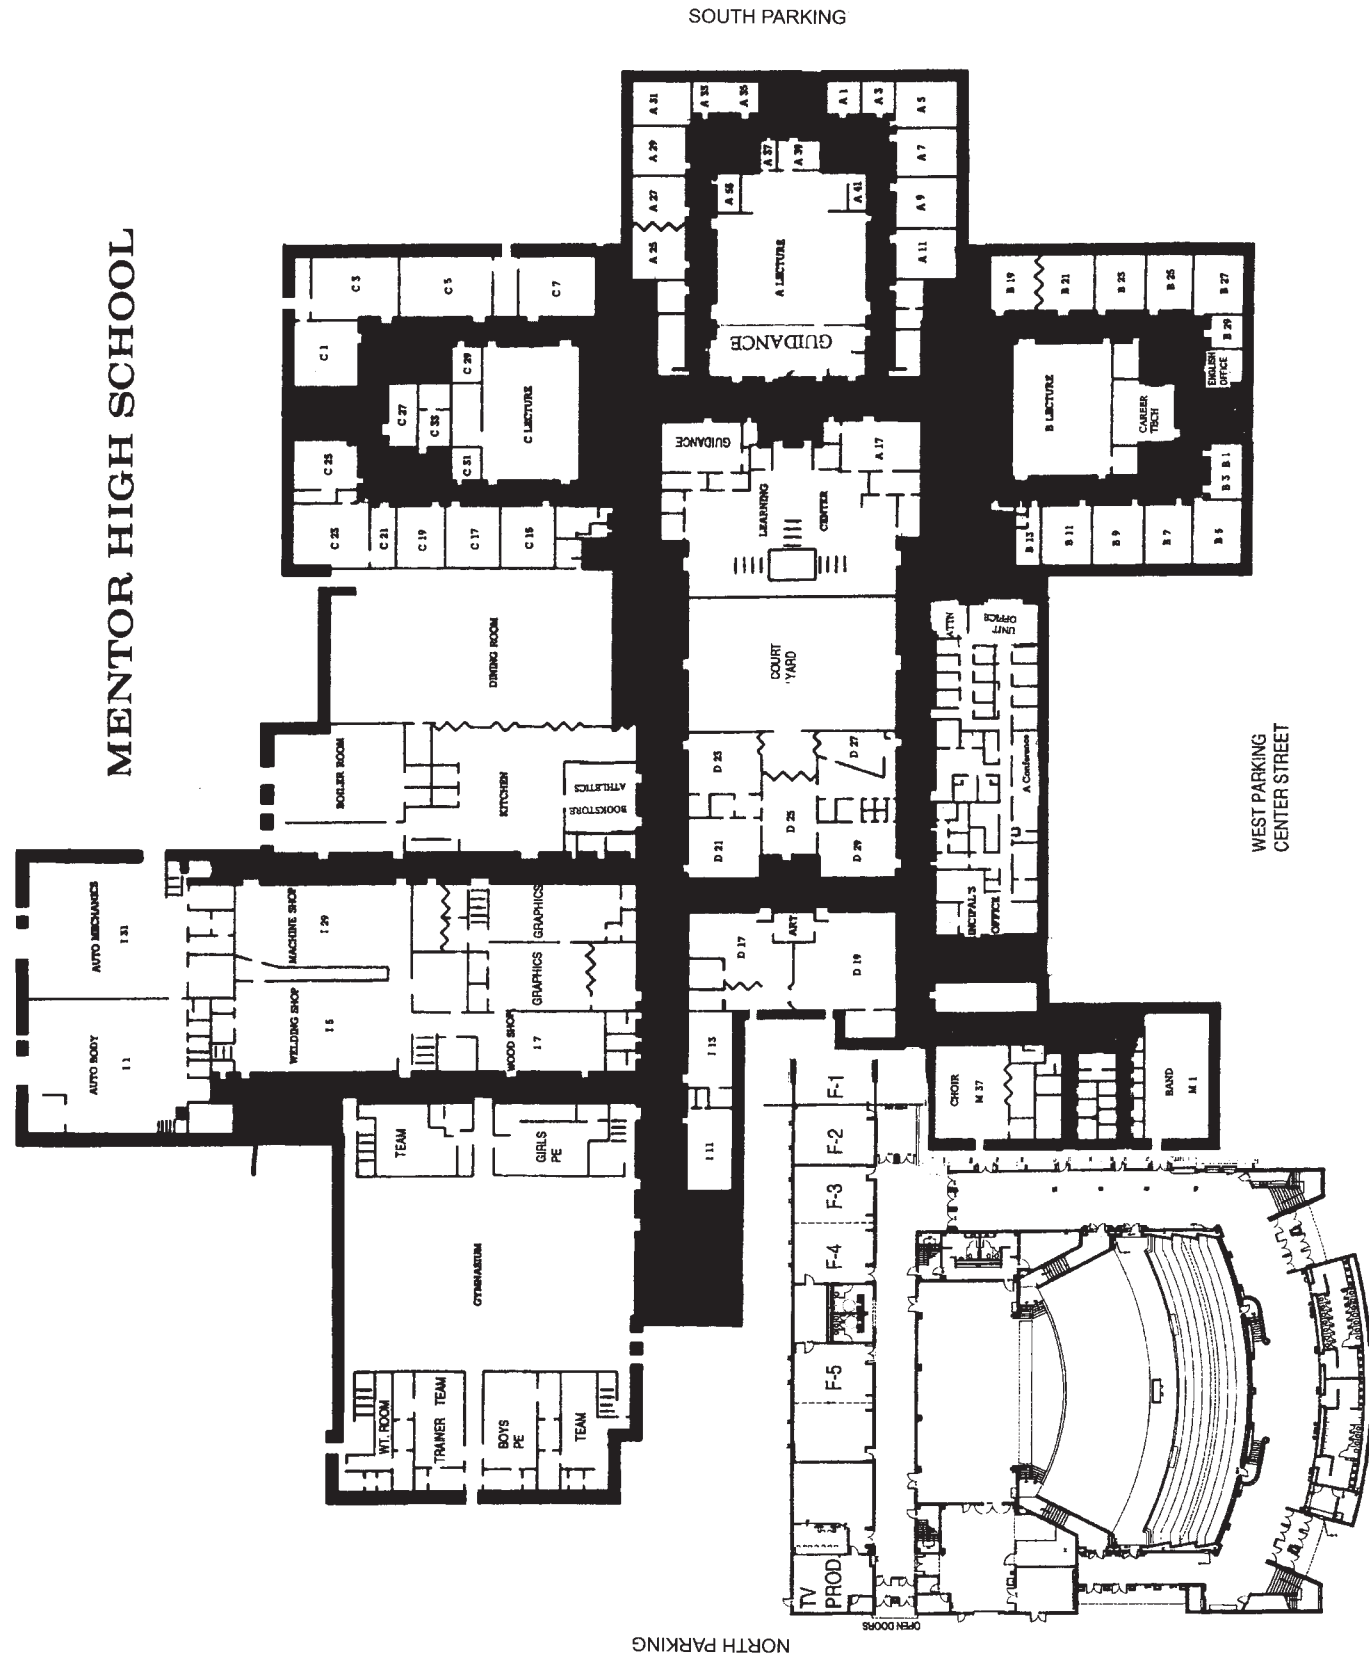 SOUTH PARKING
MENTOR HIGH SCHOOL
A 31
A 33
A 35
A 1
A 3
A 5
A 29
A 37
A 39
A 7
A 27
A 41
A 9
A 25
A LECTURE
A 11
GUIDANCE
C 3
C 5
C 7
C 1
C 29
C 27
C 33
C LECTURE
C 31
C 25
C 23
C 21
C 19
C 17
C 15
B 19
B 21
B 23
B 25
B 27
B 29
ENGLISH
OFFICE
B LECTURE
CAREER
TECH
B 1
B 3
B 13
B 11
B 9
B 7
B 5
GUIDANCE
A 17
LEARNING
CENTER
DINING ROOM
COURT
YARD
ATTN
UNIT
OFFICE
A Conference
INCIPAL'S
OFFICE
BOILER ROOM
KITCHEN
BOOKSTORE
ATHLETICS
D 23
D 27
D 25
D 21
D 29
WEST PARKING
CENTER STREET
AUTO MECHANICS
I 31
MACHINE SHOP
I 29
GRAPHICS
GRAPHICS
D 17
ART
D 19
AUTO BODY
I 1
WELDING SHOP
I 5
WOOD SHOP
I 7
I 13
I 11
CHOIR
M 37
BAND
M 1
TEAM
GIRLS
PE
GYMNASIUM
F-1
F-2
F-3
F-4
F-5
WT. ROOM
TRAINER TEAM
BOYS
PE
TEAM
TV
PROD
OPEN DOORS
NORTH PARKING